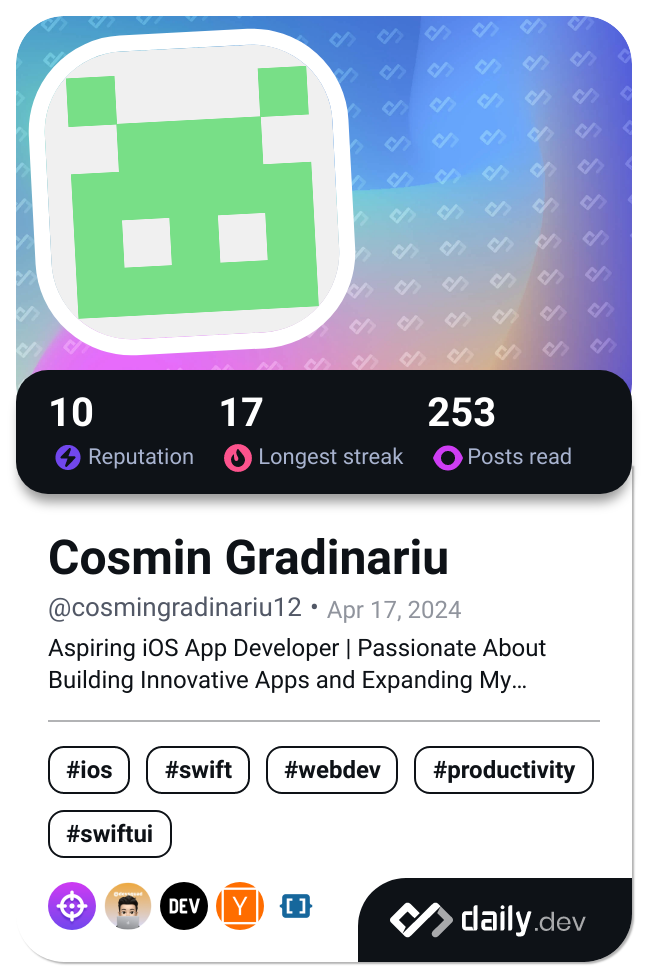 10 17 253
Reputation Longest streak Posts read
Cosmin Gradinariu
@cosmingradinariu12 • Apr 17, 2024
Aspiring iOS App Developer | Passionate About
Building Innovative Apps and Expanding My…
#ios #swift #webdev #productivity
#swiftui
DEV Y [ ]
daily.dev